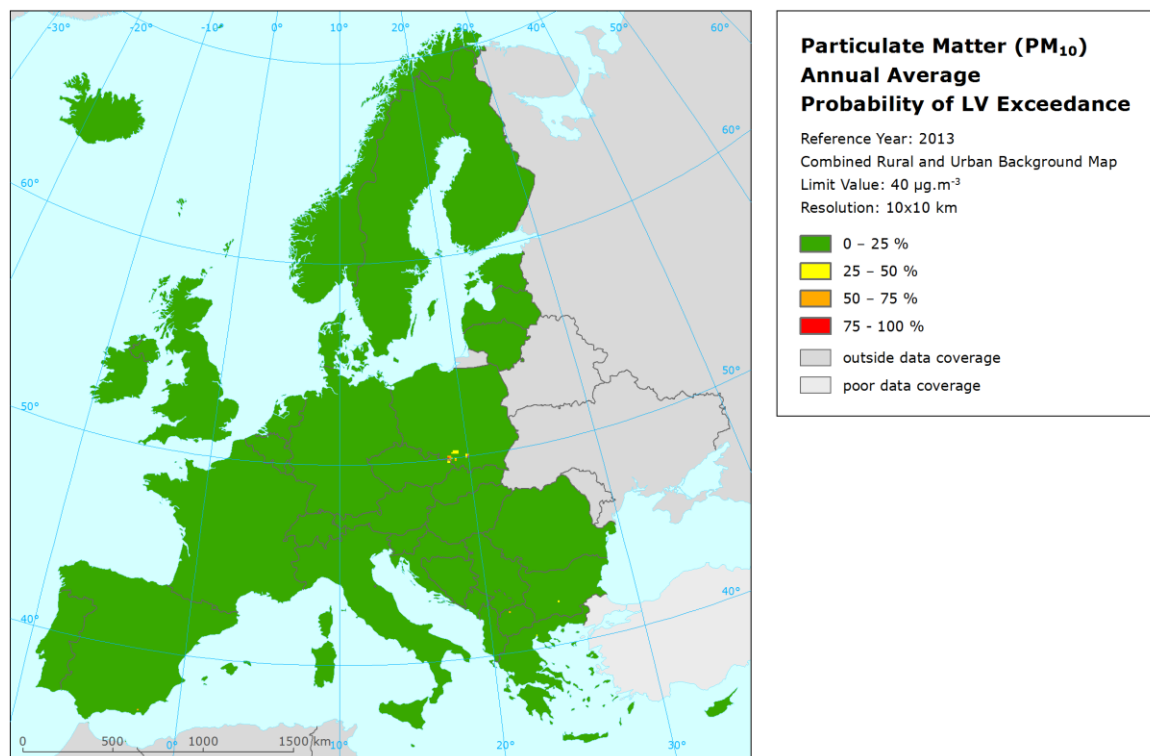 -30°
-20°
-10°
0°
10°
20°
30°
40°
50°
60°
60°
60°
50°
50°
40°
40°
0
500
1000
1500 km
0°
10°
20°
30°
Particulate Matter (PM₁₀)
Annual Average
Probability of LV Exceedance
Reference Year: 2013
Combined Rural and Urban Background Map
Limit Value: 40 µg.m⁻³
Resolution: 10x10 km
0 – 25 %
25 – 50 %
50 – 75 %
75 - 100 %
outside data coverage
poor data coverage